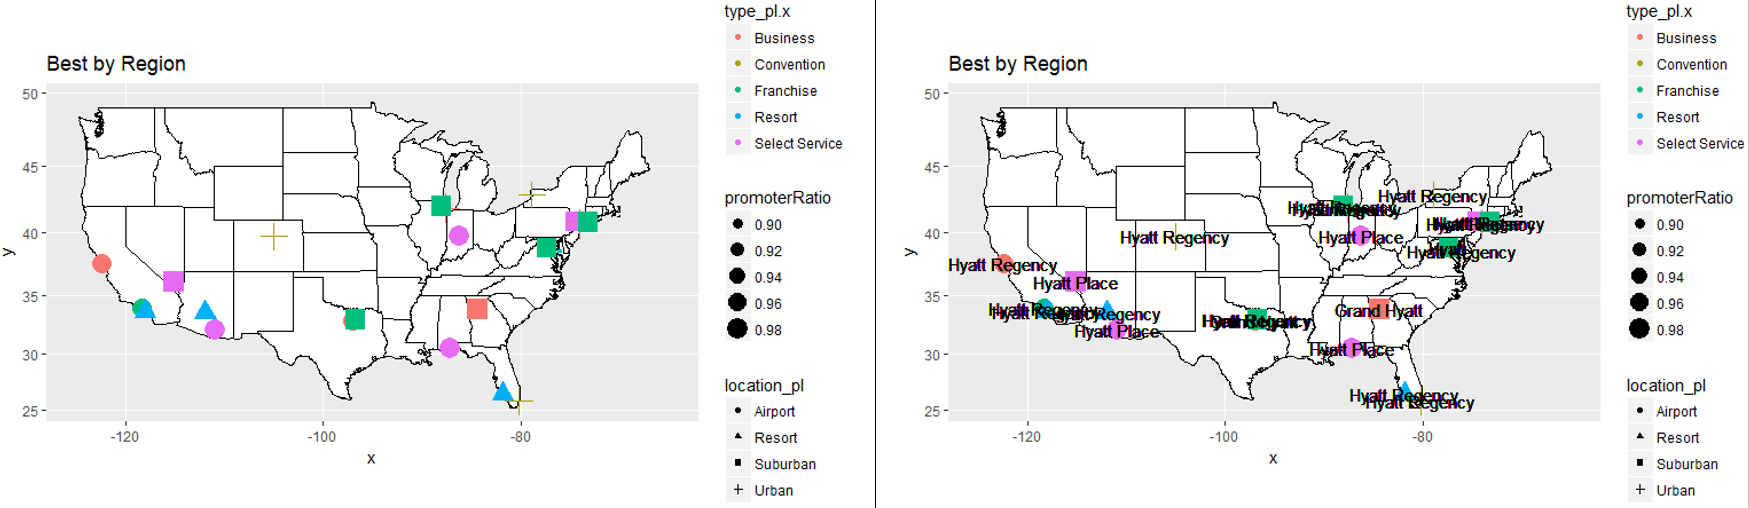 type_pl.x
Business
Convention
Franchise
Resort
Select Service
Best by Region
50
45
40
35
30
25
y
-120
-100
-80
x
promoterRatio
0.90
0.92
0.94
0.96
0.98
location_pl
Airport
Resort
Suburban
Urban
type_pl.x
Business
Convention
Franchise
Resort
Select Service
Best by Region
50
45
40
35
30
25
y
Hyatt Regency
Hyatt Regency
Hyatt Place
Hyatt Regency
Hyatt Regency
Hyatt Place
Grand Hyatt
Hyatt Place
Hyatt Place
Hyatt Regency
Hyatt Regency
-120
-100
-80
x
promoterRatio
0.90
0.92
0.94
0.96
0.98
location_pl
Airport
Resort
Suburban
Urban